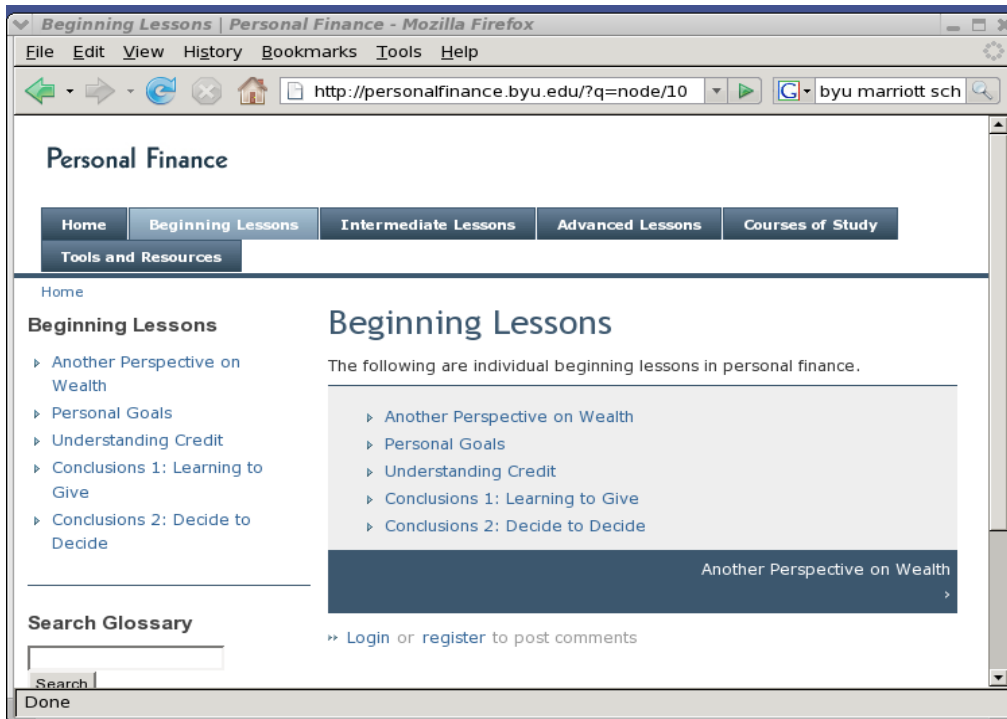 Beginning Lessons | Personal Finance - Mozilla Firefox
File Edit View History Bookmarks Tools Help
http://personalfinance.byu.edu/?q=node/10 G byu marriott sch
Personal Finance
Home Beginning Lessons Intermediate Lessons Advanced Lessons Courses of Study
Tools and Resources
Home
Beginning Lessons
Another Perspective on
Wealth
Personal Goals
Understanding Credit
Conclusions 1: Learning to
Give
Conclusions 2: Decide to
Decide
Search Glossary
Search
Beginning Lessons
The following are individual beginning lessons in personal finance.
Another Perspective on Wealth
Personal Goals
Understanding Credit
Conclusions 1: Learning to Give
Conclusions 2: Decide to Decide
Another Perspective on Wealth
›
Login or register to post comments
Done